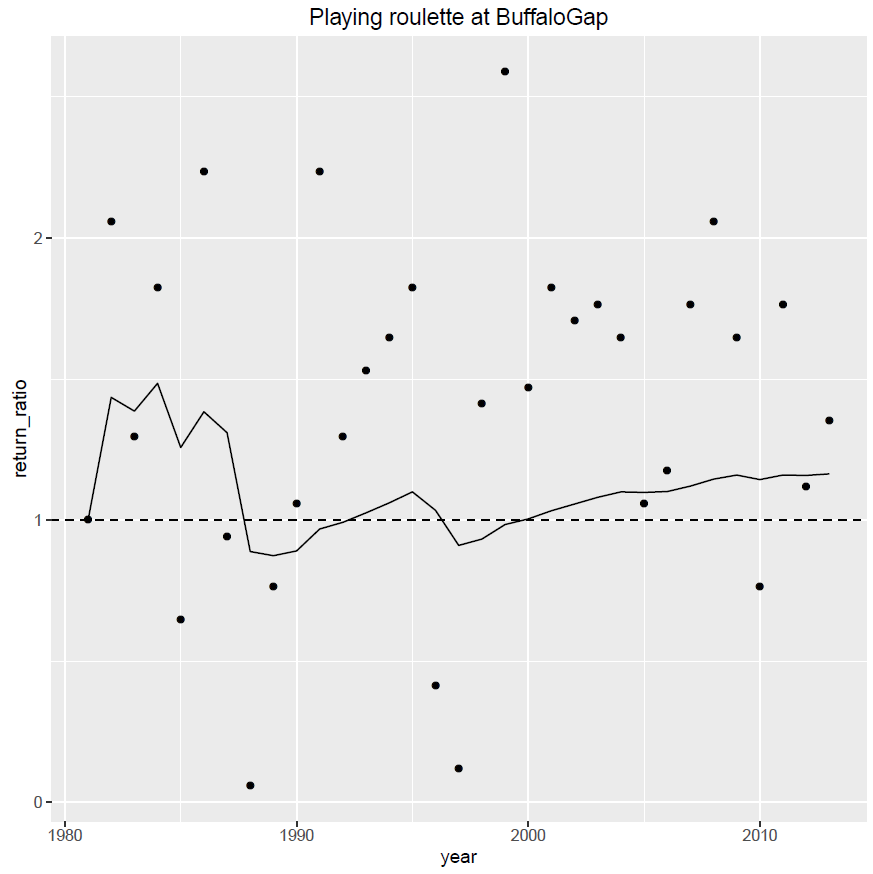 Playing roulette at BuffaloGap
return_ratio
2
1
0
1980
1990
2000
2010
year